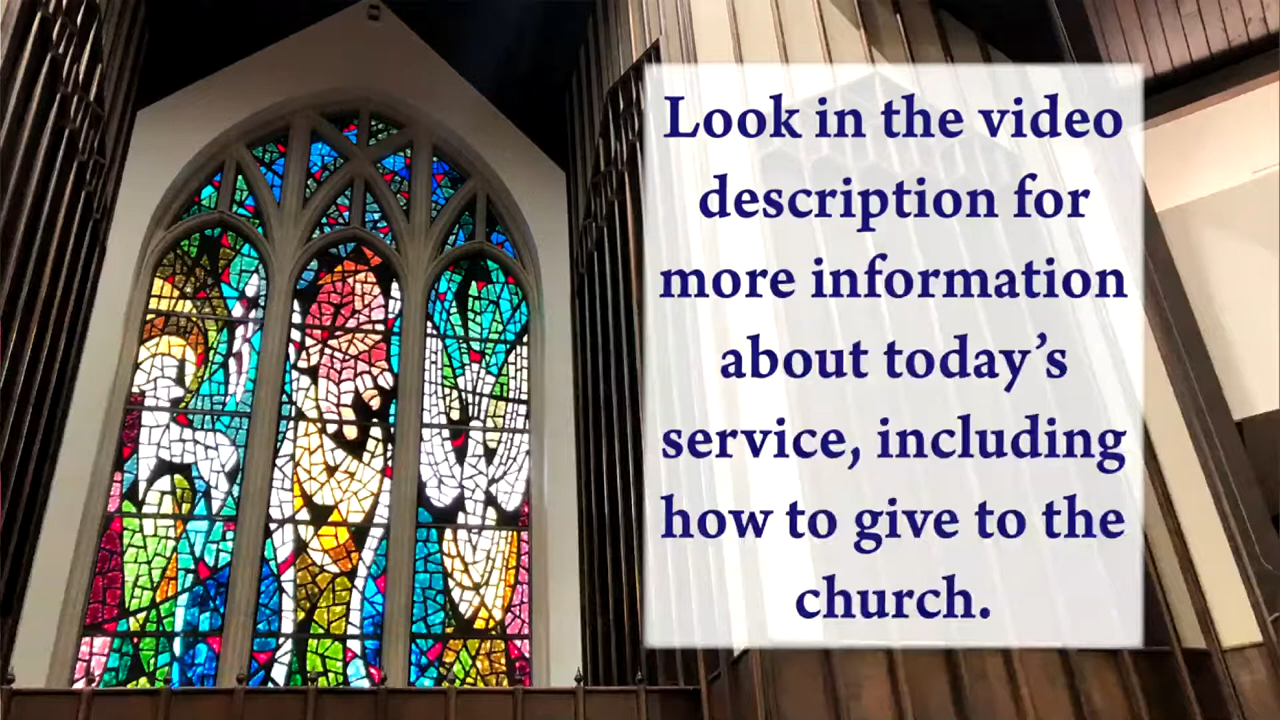 Look in the video
description for
more information
about today’s
service, including
how to give to the
church.